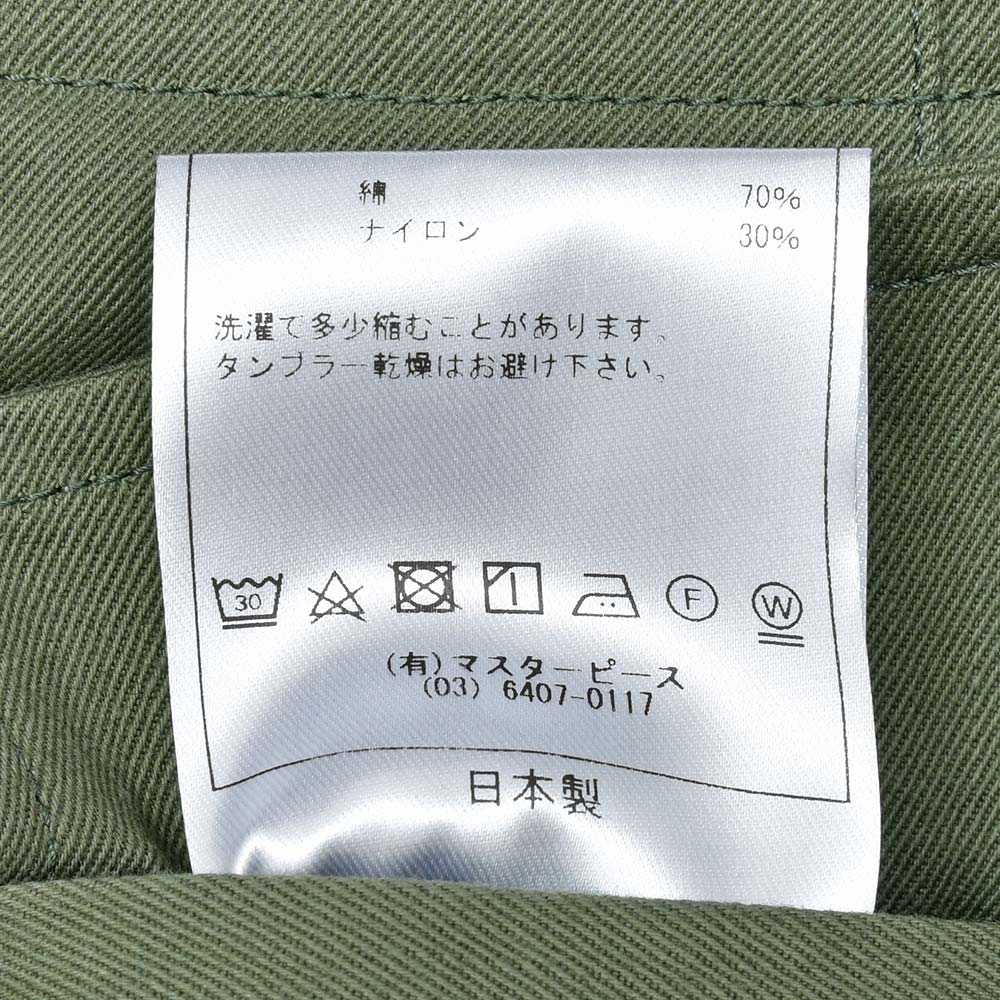 綿 70%
ナイロン 30%
洗濯で多少縮むことがあります。
タンブラー乾燥はお避け下さい。
30 F W
(有)マスターピース
(03) 6407-0117
日本製